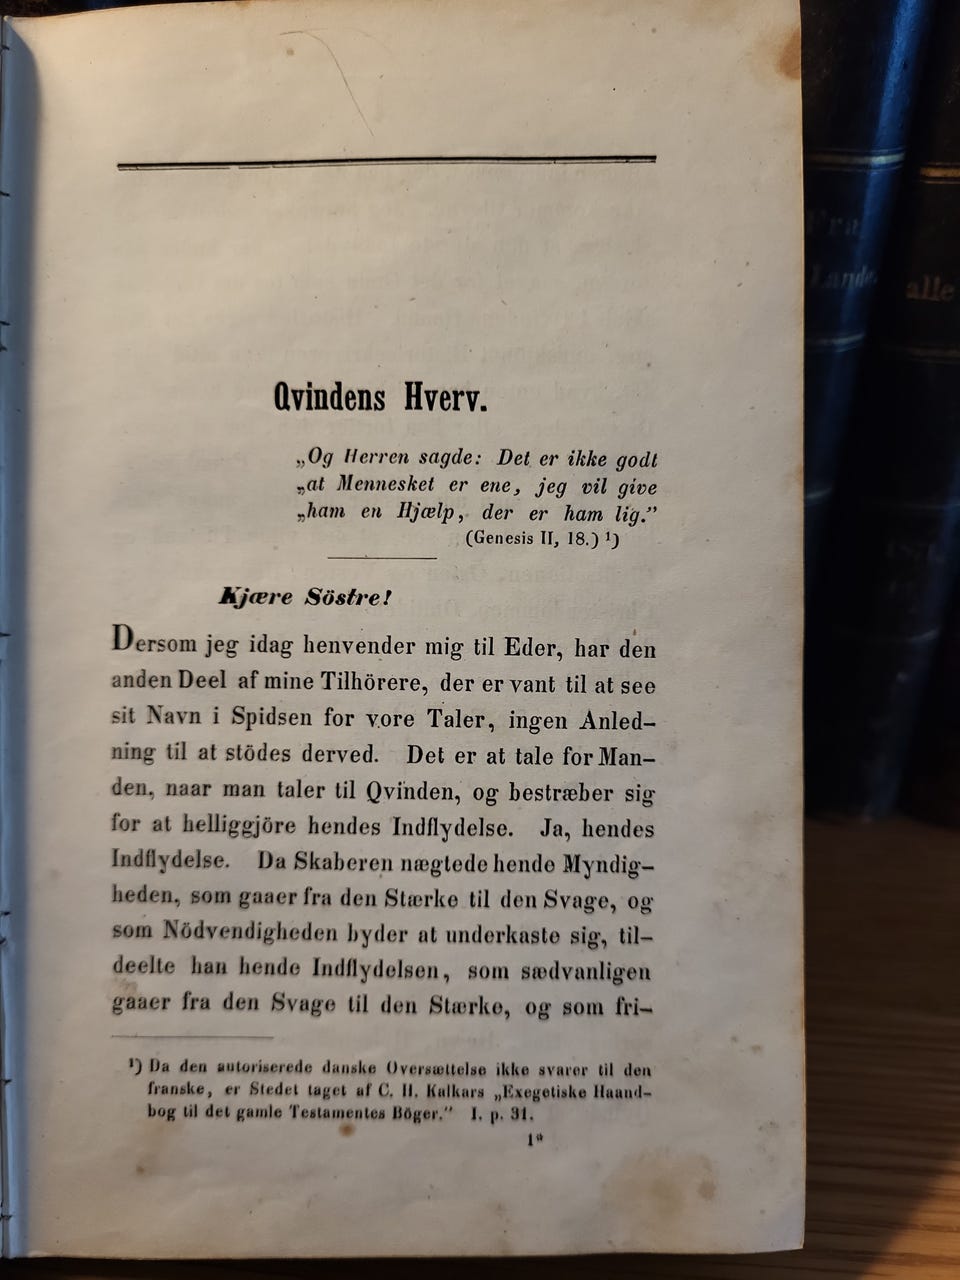 Qvindens Hverv.
„Og Herren sagde: Det er ikke godt
„at Mennesket er ene, jeg vil give
„ham en Hjælp, der er ham lig.”
(Genesis II, 18.) ¹)
Kjære Söstre!
Dersom jeg idag henvender mig til Eder, har den
anden Deel af mine Tilhörere, der er vant til at see
sit Navn i Spidsen for vore Taler, ingen Anled-
ning til at stödes derved. Det er at tale for Man-
den, naar man taler til Qvinden, og bestræber sig
for at helliggjöre hendes Indflydelse. Ja, hendes
Indflydelse. Da Skaberen nægtede hende Myndig-
heden, som gaaer fra den Stærke til den Svage, og
som Nödvendigheden byder at underkaste sig, til-
deelte han hende Indflydelsen, som sædvanligen
gaaer fra den Svage til den Stærke, og som fri-
¹) Da den autoriserede danske Oversættelse ikke svarer til den
franske, er Stedet taget af C. H. Kalkars „Exegetiske Haand-
bog til det gamle Testamentes Böger.” I. p. 31.
1*
Fra
Lande
alle